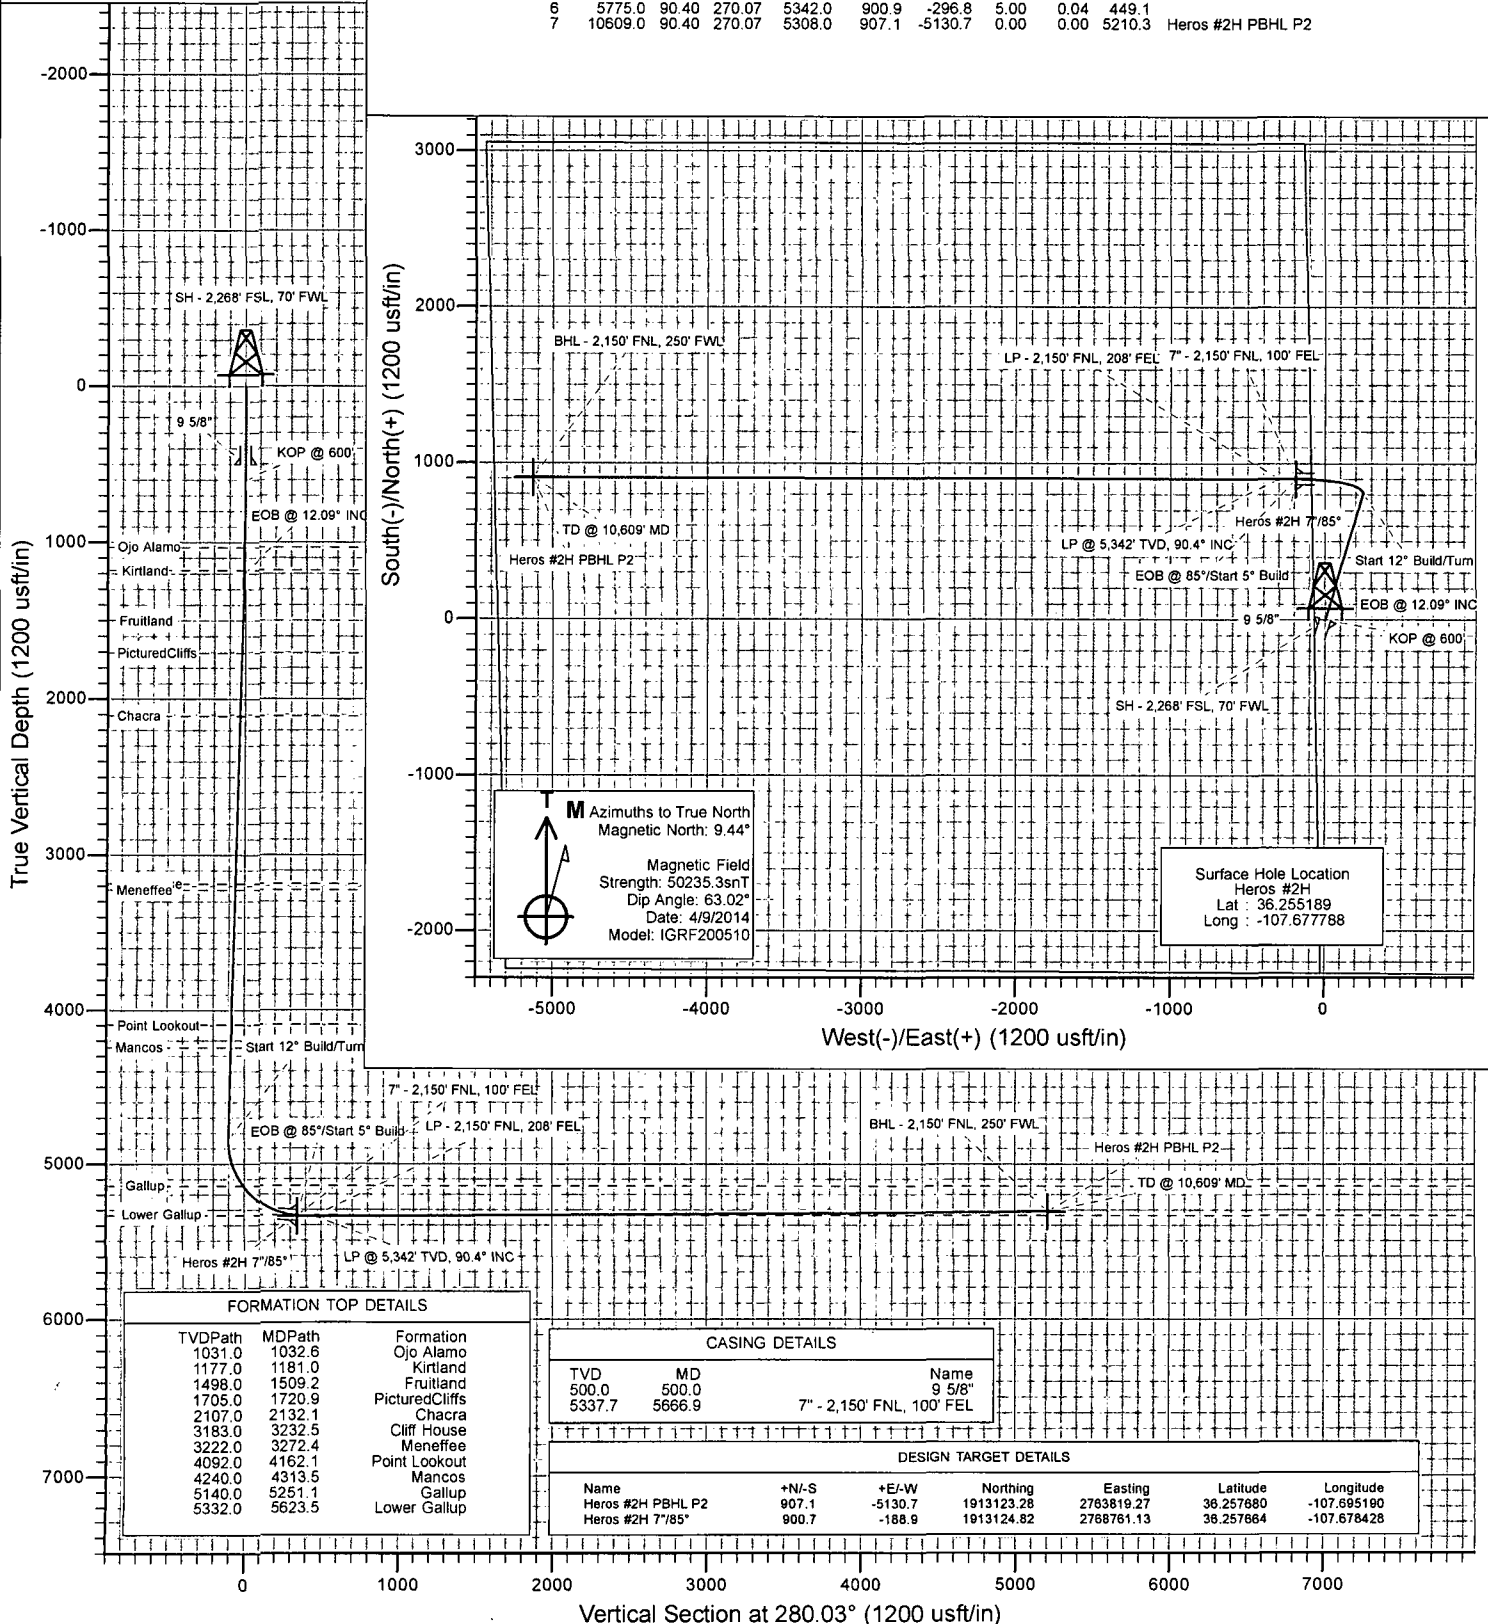 6 5775.0 90.40 270.07 5342.0 900.9 -296.8 5.00 0.04 449.1
7 10609.0 90.40 270.07 5308.0 907.1 -5130.7 0.00 0.00 5210.3 Heros #2H PBHL P2
True Vertical Depth (1200 usft/in)
-2000
-1000
0
1000
2000
3000
4000
5000
6000
7000
SH - 2,268' FSL, 70' FWL
9 5/8"
KOP @ 600'
EOB @ 12.09° INC
Ojo Alamo
Kirtland
Fruitland
PicturedCliffs
Chacra
Meneffee
Point Lookout
Mancos
Start 12° Build/Turn
7" - 2,150' FNL, 100' FEL
EOB @ 85°/Start 5° Build
LP - 2,150' FNL, 208' FEL
BHL - 2,150' FNL, 250' FWL
Heros #2H PBHL P2
TD @ 10,609' MD
Gallup
Lower Gallup
Heros #2H 7"/85°
LP @ 5,342' TVD, 90.4° INC
South(-)/North(+) (1200 usft/in)
3000
2000
1000
0
-1000
-2000
BHL - 2,150' FNL, 250' FWL
LP - 2,150' FNL, 208' FEL
7" - 2,150' FNL, 100' FEL
TD @ 10,609' MD
Heros #2H PBHL P2
Heros #2H 7"/85°
LP @ 5,342' TVD, 90.4° INC
EOB @ 85°/Start 5° Build
Start 12° Build/Turn
EOB @ 12.09° INC
9 5/8"
KOP @ 600'
SH - 2,268' FSL, 70' FWL
T
M
Azimuths to True North
Magnetic North: 9.44°
Magnetic Field
Strength: 50235.3snT
Dip Angle: 63.02°
Date: 4/9/2014
Model: IGRF200510
Surface Hole Location
Heros #2H
Lat : 36.255189
Long : -107.677788
-5000 -4000 -3000 -2000 -1000 0
West(-)/East(+) (1200 usft/in)
FORMATION TOP DETAILS
TVDPath MDPath Formation
1031.0 1032.6 Ojo Alamo
1177.0 1181.0 Kirtland
1498.0 1509.2 Fruitland
1705.0 1720.9 PicturedCliffs
2107.0 2132.1 Chacra
3183.0 3232.5 Cliff House
3222.0 3272.4 Meneffee
4092.0 4162.1 Point Lookout
4240.0 4313.5 Mancos
5140.0 5251.1 Gallup
5332.0 5623.5 Lower Gallup
CASING DETAILS
TVD MD Name
500.0 500.0 9 5/8"
5337.7 5666.9 7" - 2,150' FNL, 100' FEL
DESIGN TARGET DETAILS
Name +N/-S +E/-W Northing Easting Latitude Longitude
Heros #2H PBHL P2 907.1 -5130.7 1913123.28 2763819.27 36.257680 -107.695190
Heros #2H 7"/85° 900.7 -188.9 1913124.82 2768761.13 36.257664 -107.678428
0 1000 2000 3000 4000 5000 6000 7000
Vertical Section at 280.03° (1200 usft/in)